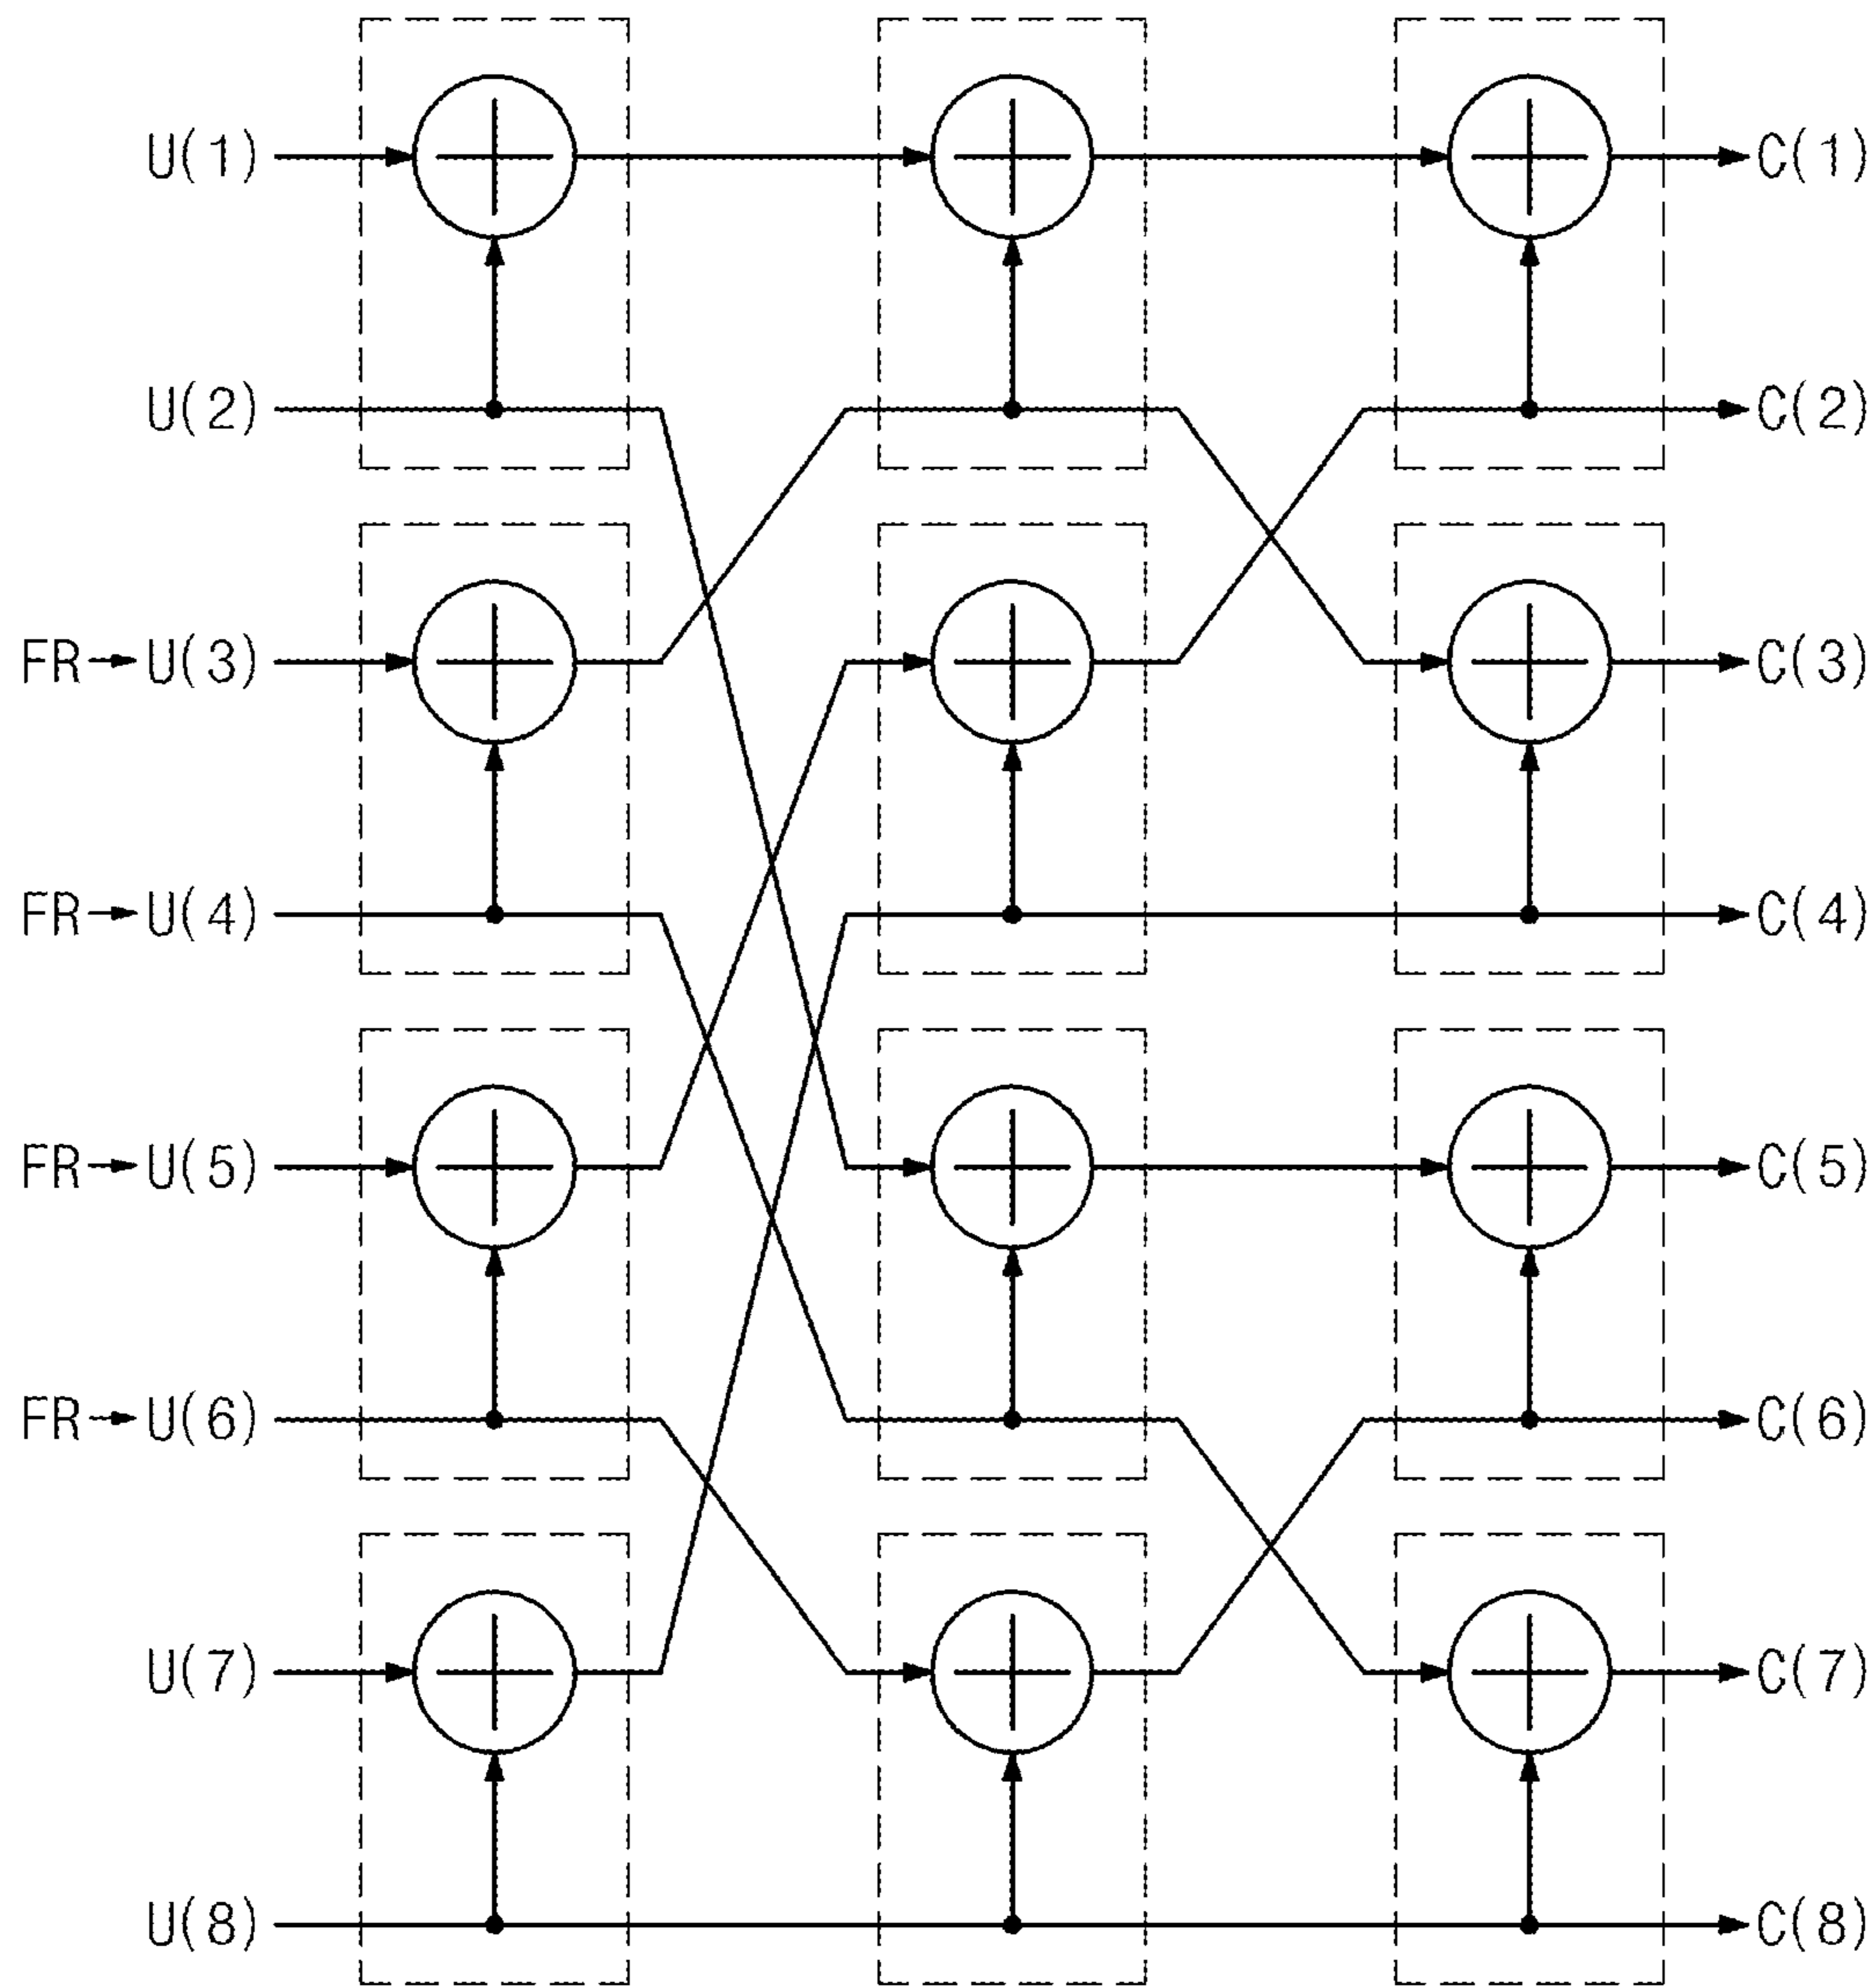 U(1) C(1)
U(2) C(2)
FR→U(3) C(3)
FR→U(4) C(4)
FR→U(5) C(5)
FR→U(6) C(6)
U(7) C(7)
U(8) C(8)